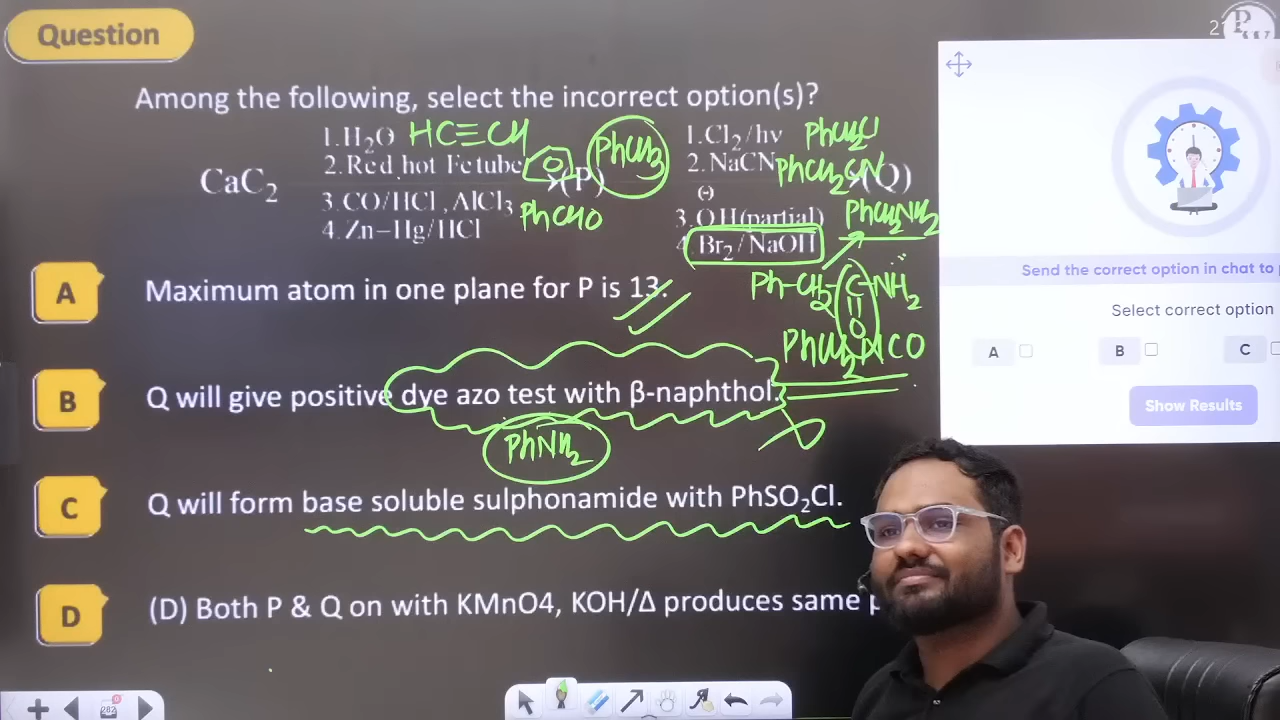 Question
21
PW
Among the following, select the incorrect option(s)?
CaC₂
1.H₂O
HC≡CH
2.Red hot Fe tube
3.CO/HCl ,AlCl₃
PhCHO
4.Zn−Hg/HCl
(P)
PhCH₃
1.Cl₂/hν
PhCH₂Cl
2.NaCN
PhCH₂CN
(Q)
3.OH(partial)
PhCH₂NH₂
4. Br₂/NaOH
Ph-CH₂-C-NH₂
O
PhCH₂NCO
A
Maximum atom in one plane for P is 13.
B
Q will give positive dye azo test with β-naphthol.
PhNH₂
C
Q will form base soluble sulphonamide with PhSO₂Cl.
D
(D) Both P & Q on with KMnO4, KOH/Δ produces same
Send the correct option in chat to
Select correct option
A
B
C
Show Results
282